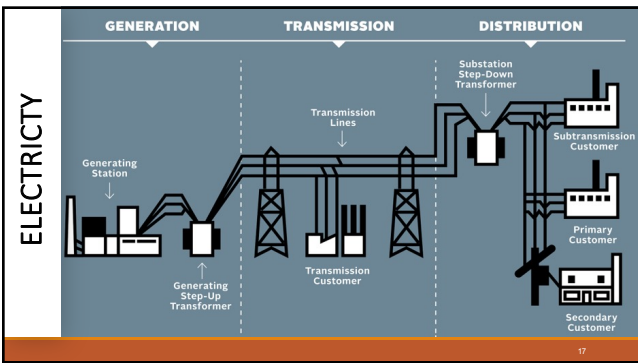 ELECTRICTY
GENERATION
TRANSMISSION
DISTRIBUTION
Generating
Station
Generating
Step-Up
Transformer
Transmission
Lines
Transmission
Customer
Substation
Step-Down
Transformer
Subtransmission
Customer
Primary
Customer
Secondary
Customer
17